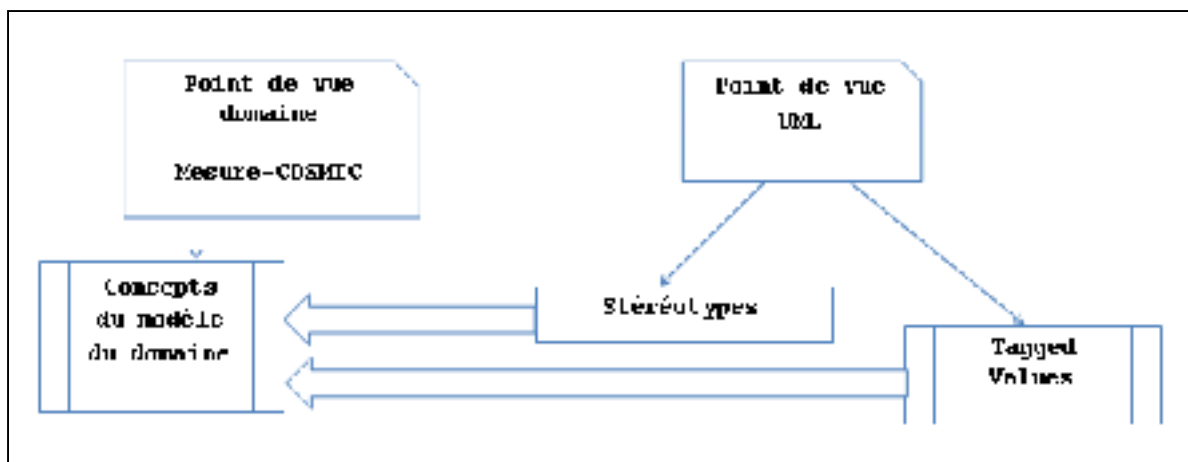 Point de vue
domaine
Mesure-COSMIC
Point de vue
UML
Concepts
du modèle
du domaine
Stéréotypes
Tagged
Values